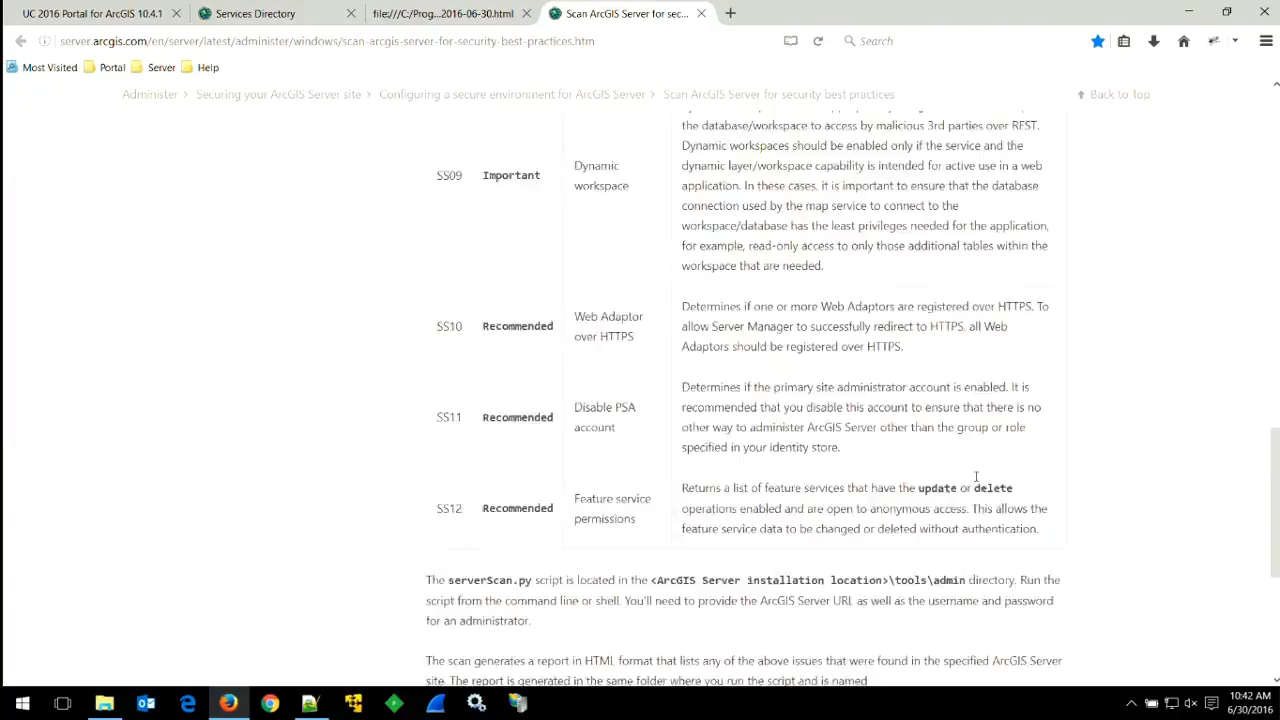 UC 2016 Portal for ArcGIS 10.4.1
Services Directory
file:///C:/Prog...2016-06-30.html
Scan ArcGIS Server for sec...
server.arcgis.com/en/server/latest/administer/windows/scan-arcgis-server-for-security-best-practices.htm
Search
Most Visited
Portal
Server
Help
Administer > Securing your ArcGIS Server site > Configuring a secure environment for ArcGIS Server > Scan ArcGIS Server for security best practices
Back to Top
the database/workspace to access by malicious 3rd parties over REST.
Dynamic workspaces should be enabled only if the service and the
SS09 Important Dynamic workspace
dynamic layer/workspace capability is intended for active use in a web
application. In these cases, it is important to ensure that the database
connection used by the map service to connect to the
workspace/database has the least privileges needed for the application,
for example, read-only access to only those additional tables within the
workspace that are needed.
SS10 Recommended Web Adaptor over HTTPS
Determines if one or more Web Adaptors are registered over HTTPS. To
allow Server Manager to successfully redirect to HTTPS, all Web
Adaptors should be registered over HTTPS.
SS11 Recommended Disable PSA account
Determines if the primary site administrator account is enabled. It is
recommended that you disable this account to ensure that there is no
other way to administer ArcGIS Server other than the group or role
specified in your identity store.
SS12 Recommended Feature service permissions
Returns a list of feature services that have the update or delete
operations enabled and are open to anonymous access. This allows the
feature service data to be changed or deleted without authentication.
The serverScan.py script is located in the <ArcGIS Server installation location>\tools\admin directory. Run the
script from the command line or shell. You'll need to provide the ArcGIS Server URL as well as the username and password
for an administrator.
The scan generates a report in HTML format that lists any of the above issues that were found in the specified ArcGIS Server
site. The report is generated in the same folder where you run the script and is named
10:42 AM
6/30/2016